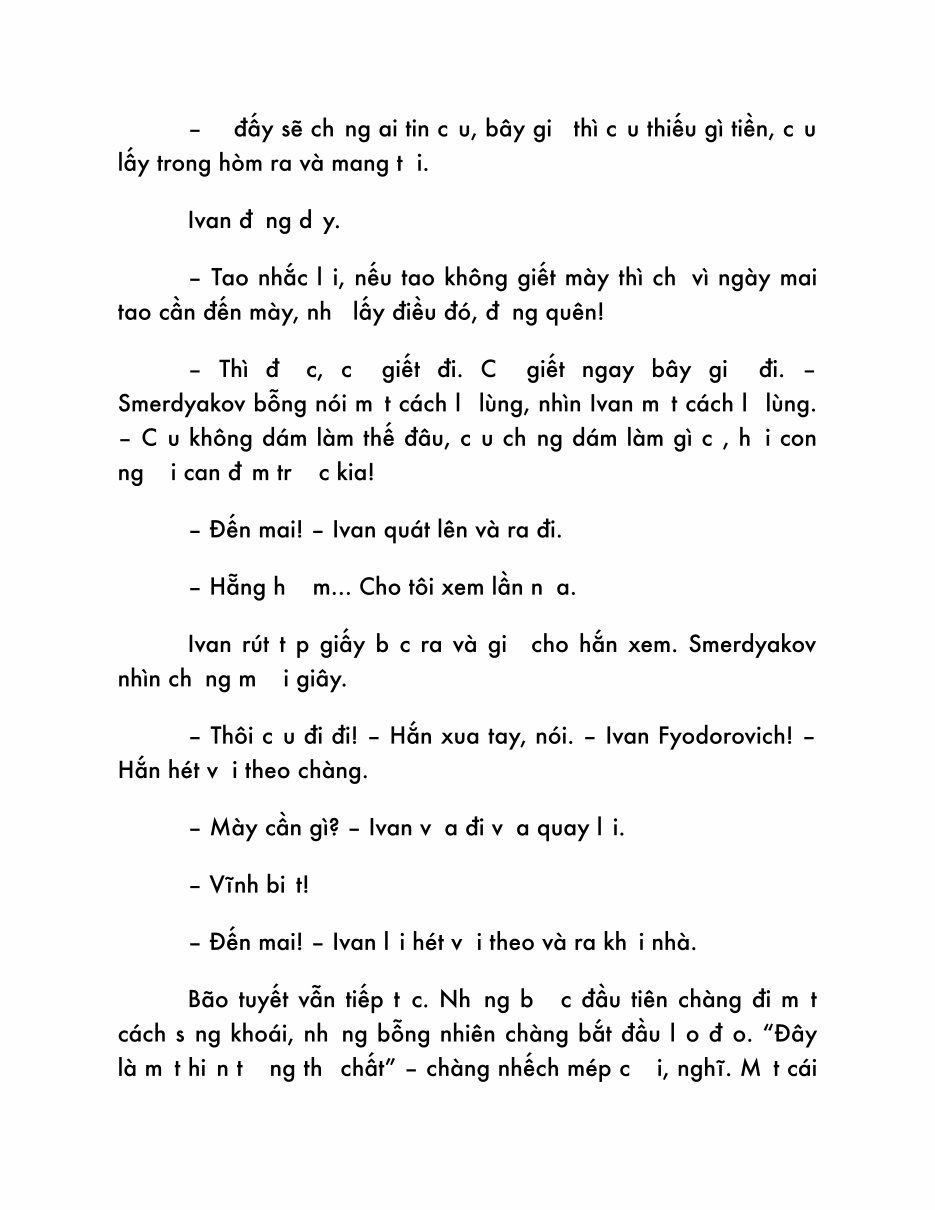 –    đấy sẽ ch ng ai tin c u, bây gi  thì c u thiếu gì tiền, c u
lấy trong hòm ra và mang t i.
Ivan đ ng d y.
– Tao nhắc l i, nếu tao không giết mày thì ch  vì ngày mai
tao cần đến mày, nh  lấy điều đó, đ ng quên!
– Thì đ  c, c  giết đi. C  giết ngay bây gi  đi. –
Smerdyakov bỗng nói m t cách l  lùng, nhìn Ivan m t cách l  lùng.
– C u không dám làm thế đâu, c u ch ng dám làm gì c , h i con
ng  i can đ m tr  c kia!
– Đến mai! – Ivan quát lên và ra đi.
– Hẵng h  m... Cho tôi xem lần n a.
Ivan rút t p giấy b c ra và gi  cho hắn xem. Smerdyakov
nhìn ch ng m  i giây.
– Thôi c u đi đi! – Hắn xua tay, nói. – Ivan Fyodorovich! –
Hắn hét v i theo chàng.
– Mày cần gì? – Ivan v a đi v a quay l i.
– Vĩnh bi t!
– Đến mai! – Ivan l i hét v i theo và ra kh i nhà.
Bão tuyết vẫn tiếp t c. Nh ng b  c đầu tiên chàng đi m t
cách s ng khoái, nh ng bỗng nhiên chàng bắt đầu l o đ o. “Đây
là m t hi n t  ng th  chất” – chàng nhếch mép c  i, nghĩ. M t cái